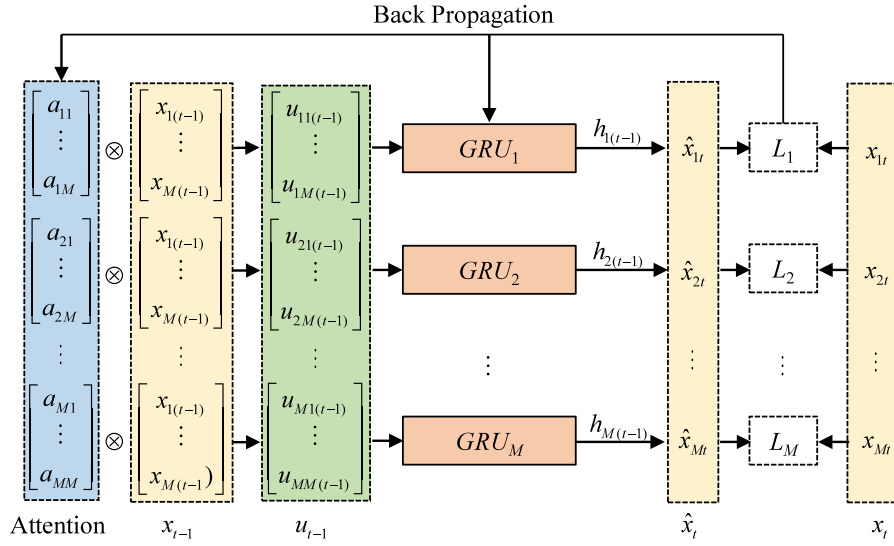 Back Propagation
a₁₁ x₁₍ₜ₋₁₎ u₁₁₍ₜ₋₁₎
⋮ ⊗ ⋮ ⋮ GRU₁ h₁₍ₜ₋₁₎ x̂₁ₜ L₁ x₁ₜ
a₁M xM(t−1) u₁M(t−1)
a₂₁ x₁₍ₜ₋₁₎ u₂₁₍ₜ₋₁₎
⋮ ⊗ ⋮ ⋮ GRU₂ h₂₍ₜ₋₁₎ x̂₂ₜ L₂ x₂ₜ
a₂M xM(t−1) u₂M(t−1)
⋮ ⋮ ⋮ ⋮ ⋮ ⋮ ⋮
aM1 x₁₍ₜ₋₁₎ uM1(t−1)
⋮ ⊗ ⋮ ⋮ GRUM hM(t−1) x̂Mt LM xMt
aMM xM(t−1) uMM(t−1)
Attention xₜ₋₁ uₜ₋₁ x̂ₜ xₜ